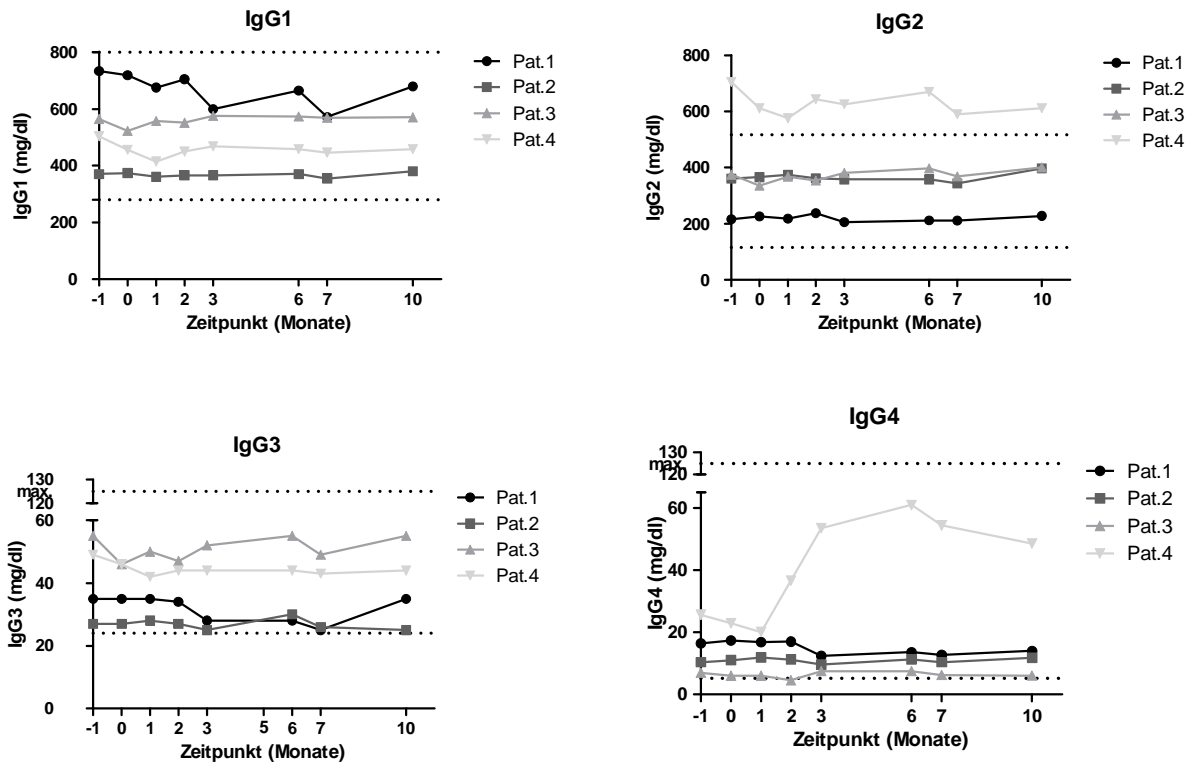 IgG1
800
600
400
200
0
IgG1 (mg/dl)
-1 0 1 2 3 6 7 10
Zeitpunkt (Monate)
Pat.1
Pat.2
Pat.3
Pat.4
IgG2
800
600
400
200
0
IgG2 (mg/dl)
-1 0 1 2 3 6 7 10
Zeitpunkt (Monate)
Pat.1
Pat.2
Pat.3
Pat.4
IgG3
130
max.
120
60
40
20
0
IgG3 (mg/dl)
-1 0 1 2 3 5 6 7 10
Zeitpunkt (Monate)
Pat.1
Pat.2
Pat.3
Pat.4
IgG4
130
max.
120
60
40
20
0
IgG4 (mg/dl)
-1 0 1 2 3 6 7 10
Zeitpunkt (Monate)
Pat.1
Pat.2
Pat.3
Pat.4